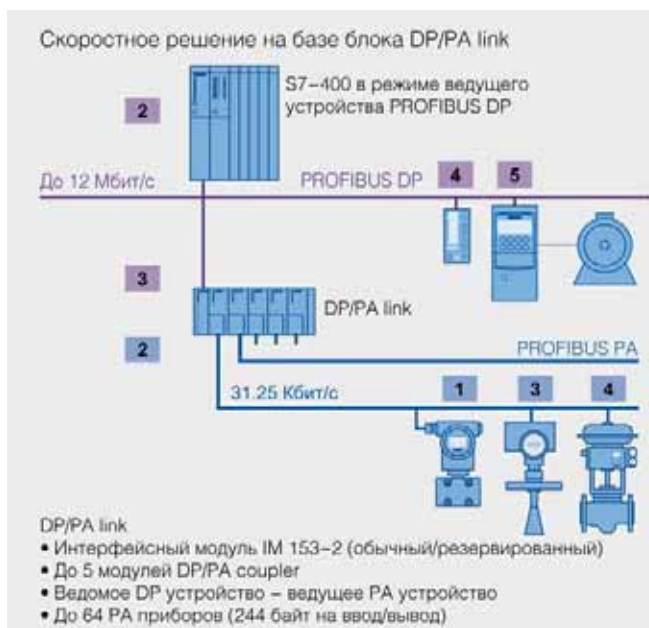 Скоростное решение на базе блока DP/PA link
S7–400 в режиме ведущего
устройства PROFIBUS DP
2
До 12 Мбит/с
PROFIBUS DP
4
5
3
DP/PA link
2
PROFIBUS PA
31.25 Кбит/с
1
3
4
DP/PA link
• Интерфейсный модуль IM 153–2 (обычный/резервированный)
• До 5 модулей DP/PA coupler
• Ведомое DP устройство – ведущее PA устройство
• До 64 PA приборов (244 байт на ввод/вывод)